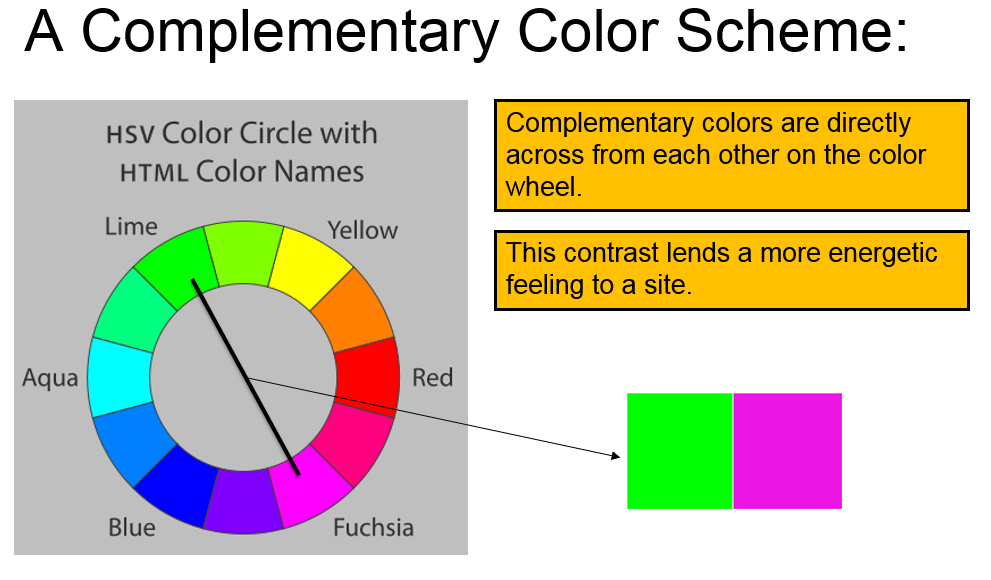 A Complementary Color Scheme:
HSV Color Circle with
HTML Color Names
Lime
Yellow
Aqua
Red
Blue
Fuchsia
Complementary colors are directly
across from each other on the color
wheel.
This contrast lends a more energetic
feeling to a site.